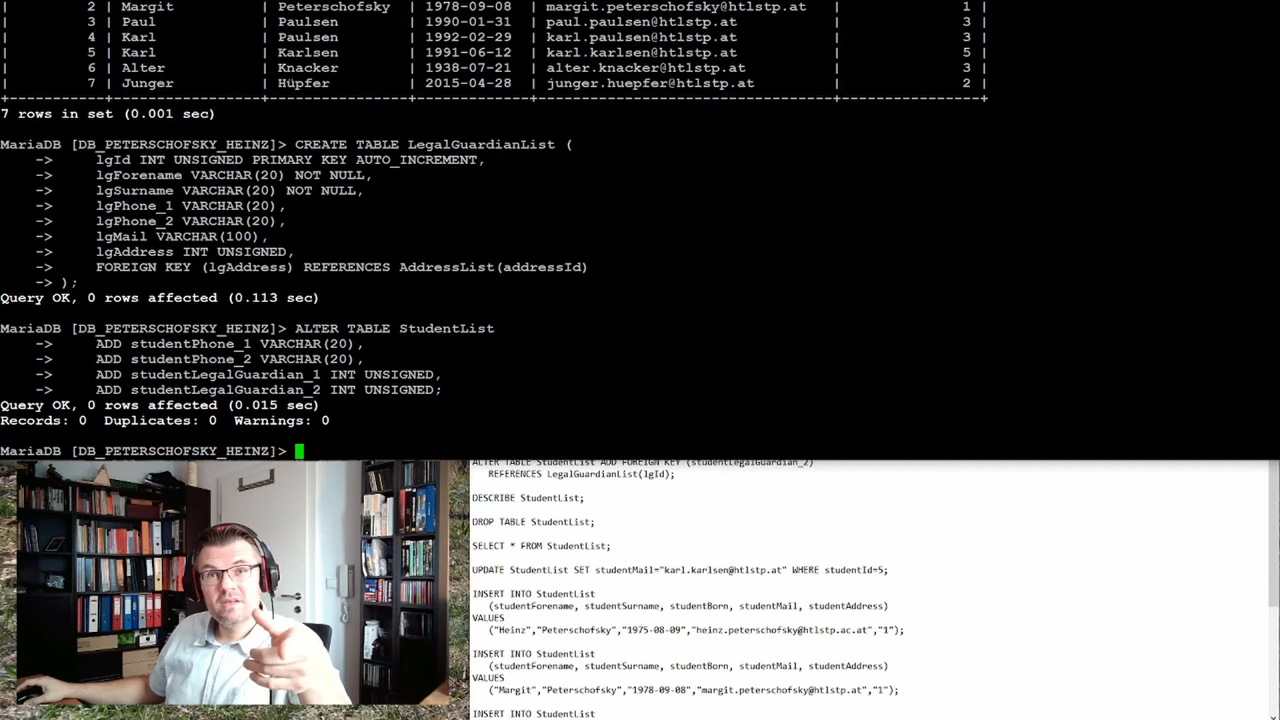 |         2 | Margit         | Peterschofsky  | 1978-09-08  | margit.peterschofsky@htlstp.at   |              1 |
|         3 | Paul           | Paulsen        | 1990-01-31  | paul.paulsen@htlstp.at           |              3 |
|         4 | Karl           | Paulsen        | 1992-02-29  | karl.paulsen@htlstp.at           |              3 |
|         5 | Karl           | Karlsen        | 1991-06-12  | karl.karlsen@htlstp.at           |              5 |
|         6 | Alter          | Knacker        | 1938-07-21  | alter.knacker@htlstp.at          |              3 |
|         7 | Junger         | Hüpfer         | 2015-04-28  | junger.huepfer@htlstp.at         |              2 |
7 rows in set (0.001 sec)
MariaDB [DB_PETERSCHOFSKY_HEINZ]> CREATE TABLE LegalGuardianList (
    ->     lgId INT UNSIGNED PRIMARY KEY AUTO_INCREMENT,
    ->     lgForename VARCHAR(20) NOT NULL,
    ->     lgSurname VARCHAR(20) NOT NULL,
    ->     lgPhone_1 VARCHAR(20),
    ->     lgPhone_2 VARCHAR(20),
    ->     lgMail VARCHAR(100),
    ->     lgAddress INT UNSIGNED,
    ->     FOREIGN KEY (lgAddress) REFERENCES AddressList(addressId)
    -> );
Query OK, 0 rows affected (0.113 sec)
MariaDB [DB_PETERSCHOFSKY_HEINZ]> ALTER TABLE StudentList
    ->     ADD studentPhone_1 VARCHAR(20),
    ->     ADD studentPhone_2 VARCHAR(20),
    ->     ADD studentLegalGuardian_1 INT UNSIGNED,
    ->     ADD studentLegalGuardian_2 INT UNSIGNED;
Query OK, 0 rows affected (0.015 sec)
Records: 0  Duplicates: 0  Warnings: 0
MariaDB [DB_PETERSCHOFSKY_HEINZ]>
ALTER TABLE StudentList ADD FOREIGN KEY (studentLegalGuardian_2)
REFERENCES LegalGuardianList(lgId);
DESCRIBE StudentList;
DROP TABLE StudentList;
SELECT * FROM StudentList;
UPDATE StudentList SET studentMail="karl.karlsen@htlstp.at" WHERE studentId=5;
INSERT INTO StudentList
(studentForename, studentSurname, studentBorn, studentMail, studentAddress)
VALUES
("Heinz","Peterschofsky","1975-08-09","heinz.peterschofsky@htlstp.ac.at","1");
INSERT INTO StudentList
(studentForename, studentSurname, studentBorn, studentMail, studentAddress)
VALUES
("Margit","Peterschofsky","1978-09-08","margit.peterschofsky@htlstp.at","1");
INSERT INTO StudentList